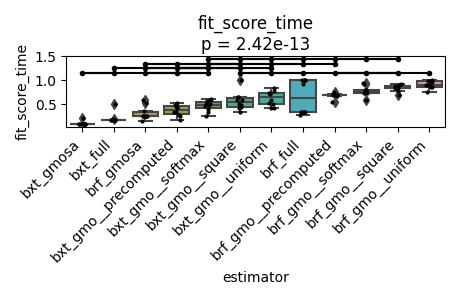 fit_score_time
p = 2.42e-13
fit_score_time
1.5
1.0
0.5
bxt_gmosa
bxt_full
brf_gmosa
bxt_gmo__precomputed
bxt_gmo__softmax
bxt_gmo__square
bxt_gmo__uniform
brf_full
brf_gmo__precomputed
brf_gmo__softmax
brf_gmo__square
brf_gmo__uniform
estimator